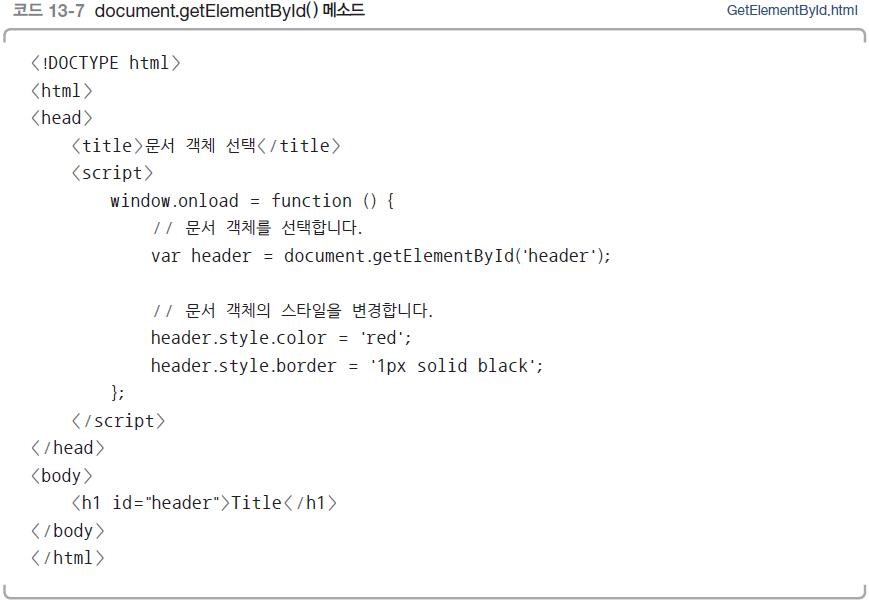 코드 13-7 document.getElementById() 메소드
GetElementById.html
<!DOCTYPE html>
<html>
<head>
    <title>문서 객체 선택</title>
    <script>
        window.onload = function () {
            // 문서 객체를 선택합니다.
            var header = document.getElementById('header');

            // 문서 객체의 스타일을 변경합니다.
            header.style.color = 'red';
            header.style.border = '1px solid black';
        };
    </script>
</head>
<body>
    <h1 id="header">Title</h1>
</body>
</html>